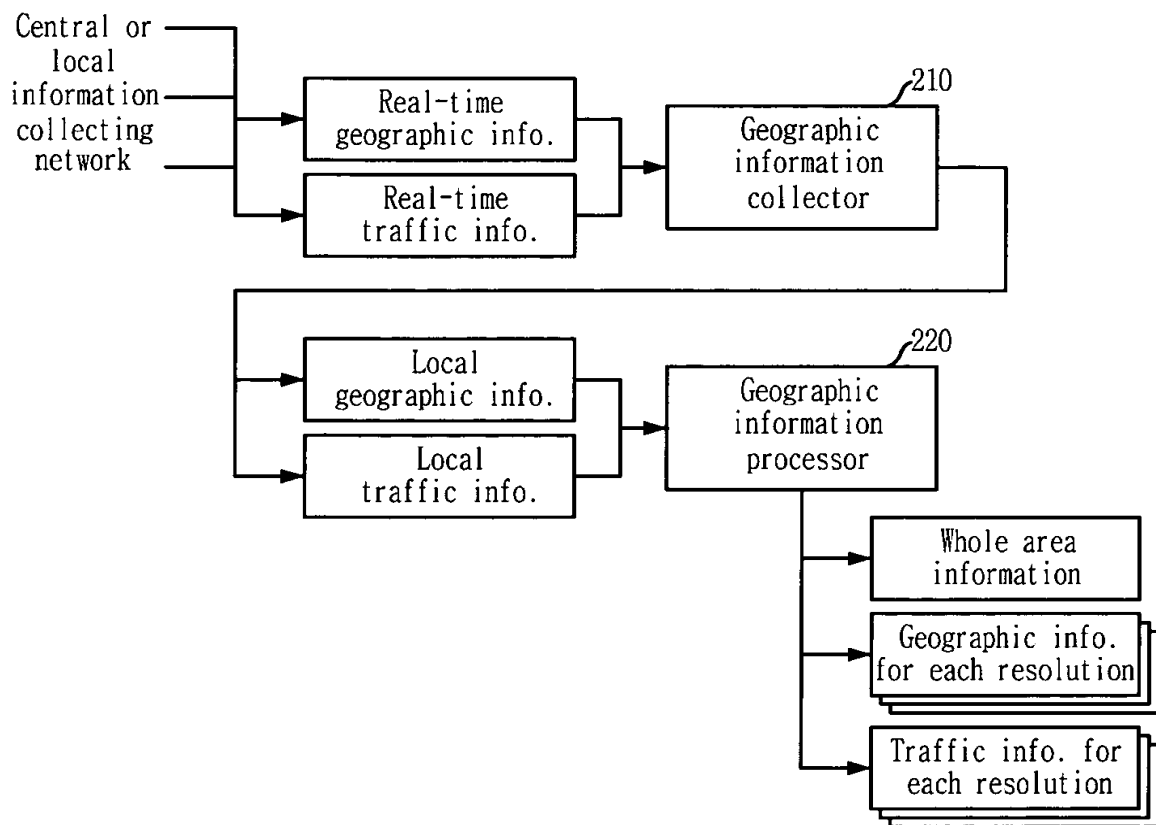 Central or
local
information
collecting
network
Real-time
geographic info.
Real-time
traffic info.
210
Geographic
information
collector
Local
geographic info.
Local
traffic info.
220
Geographic
information
processor
Whole area
information
Geographic info.
for each resolution
Traffic info. for
each resolution